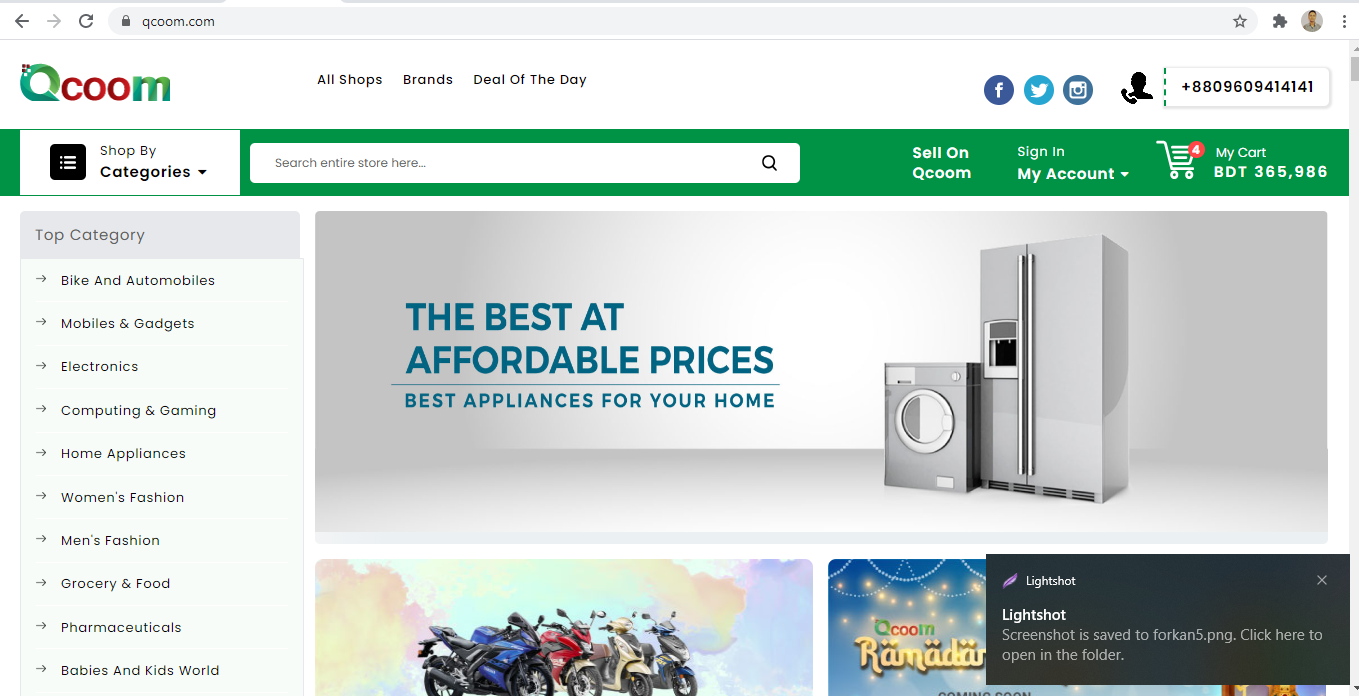 qcoom.com
Qcoom
All Shops Brands Deal Of The Day
+8809609414141
Shop By
Categories
Search entire store here...
Sell On
Qcoom
Sign In
My Account
4
My Cart
BDT 365,986
Top Category
Bike And Automobiles
Mobiles & Gadgets
Electronics
Computing & Gaming
Home Appliances
Women's Fashion
Men's Fashion
Grocery & Food
Pharmaceuticals
Babies And Kids World
THE BEST AT
AFFORDABLE PRICES
BEST APPLIANCES FOR YOUR HOME
Qcoom
Ramadan
COMING SOON
Lightshot
Lightshot
Screenshot is saved to forkan5.png. Click here to
open in the folder.